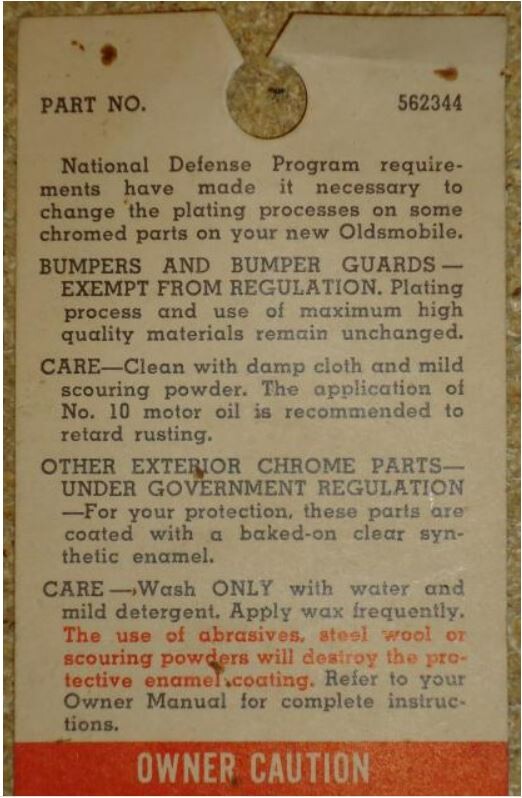 PART NO. 562344
National Defense Program require-
ments have made it necessary to
change the plating processes on some
chromed parts on your new Oldsmobile.
BUMPERS AND BUMPER GUARDS —
EXEMPT FROM REGULATION. Plating
process and use of maximum high
quality materials remain unchanged.
CARE—Clean with damp cloth and mild
scouring powder. The application of
No. 10 motor oil is recommended to
retard rusting.
OTHER EXTERIOR CHROME PARTS—
UNDER GOVERNMENT REGULATION
—For your protection, these parts are
coated with a baked-on clear syn-
thetic enamel.
CARE—Wash ONLY with water and
mild detergent. Apply wax frequently.
The use of abrasives, steel wool or
scouring powders will destroy the pro-
tective enamel coating. Refer to your
Owner Manual for complete instruc-
tions.
OWNER CAUTION